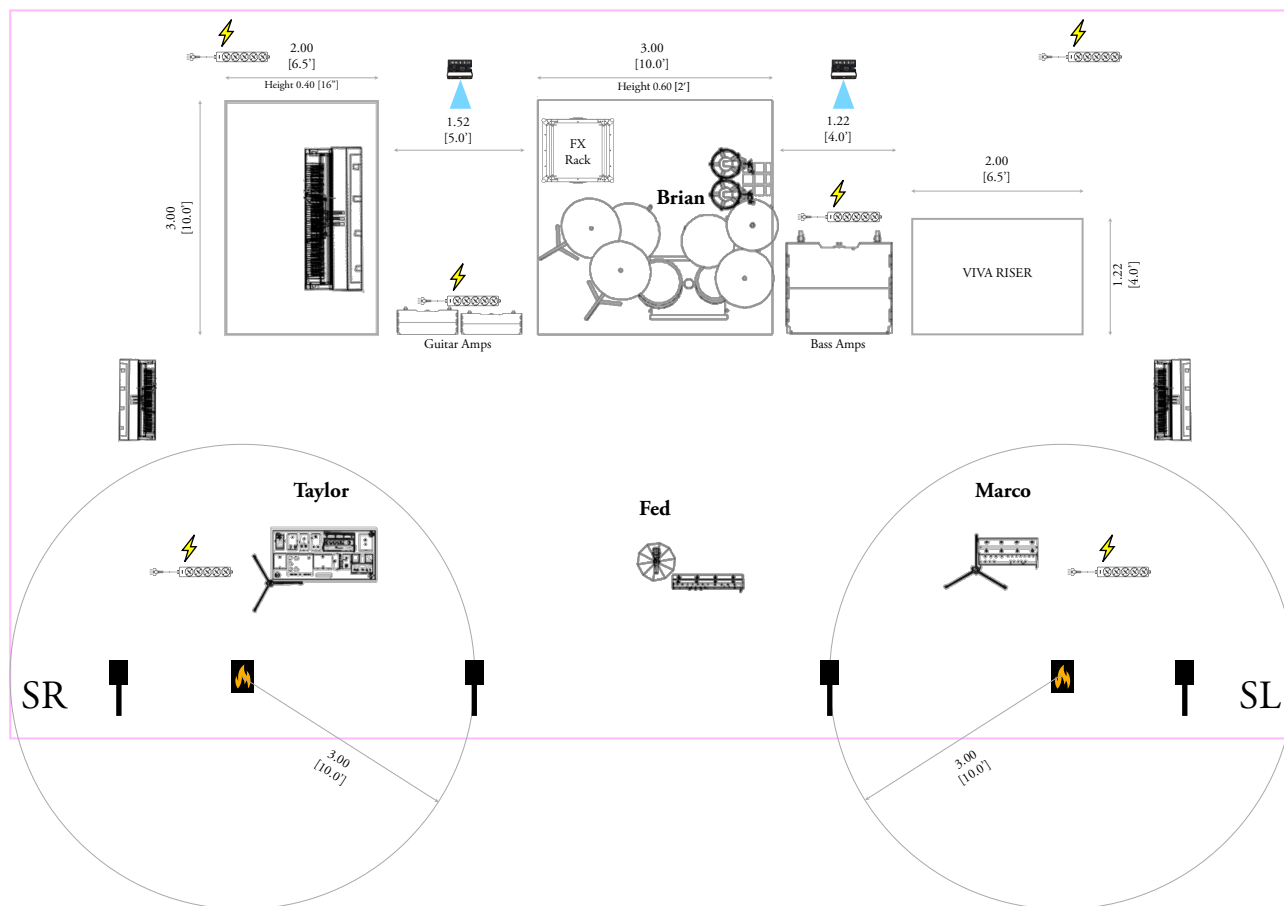 2.00
[6.5’]
Height 0.40 [16”]
3.00
[10.0’]
Height 0.60 [2']
1.52
[5.0’]
1.22
[4.0’]
FX
Rack
Brian
2.00
[6.5’]
3.00
[10.0’]
VIVA RISER
1.22
[4.0’]
Guitar Amps
Bass Amps
Taylor
Fed
Marco
SR
SL
3.00
[10.0’]
3.00
[10.0’]